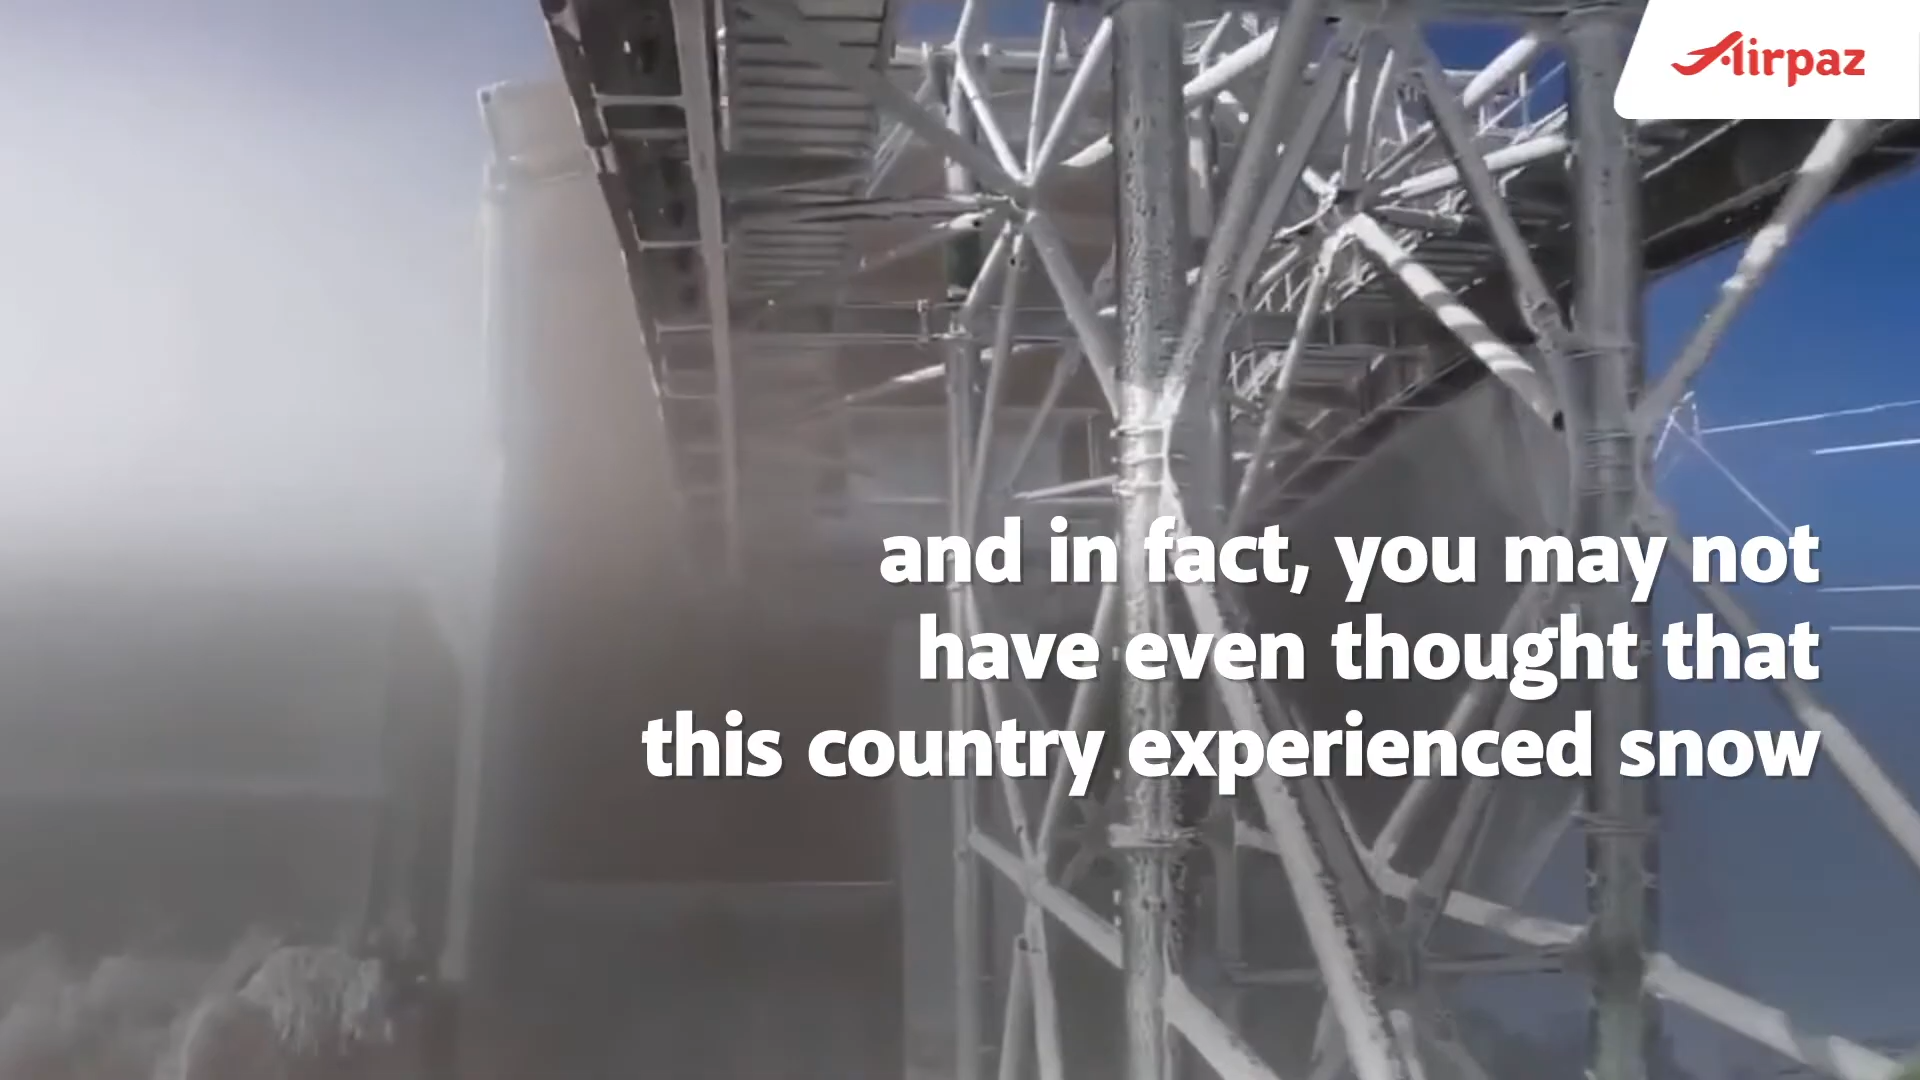 Airpaz
and in fact, you may not
have even thought that
this country experienced snow